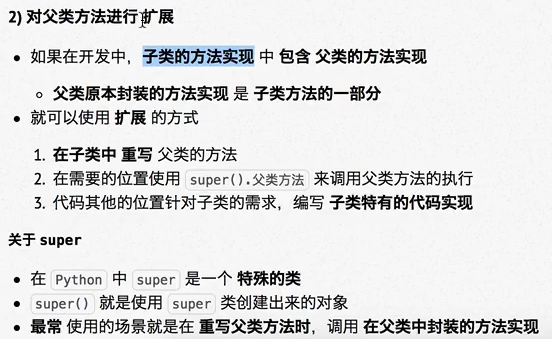 2) 对父类方法进行扩展
如果在开发中，子类的方法实现 中 包含 父类的方法实现
父类原本封装的方法实现 是 子类方法的一部分
就可以使用 扩展 的方式
1. 在子类中 重写 父类的方法
2. 在需要的位置使用 super().父类方法 来调用父类方法的执行
3. 代码其他的位置针对子类的需求，编写 子类特有的代码实现
关于 super
在 Python 中 super 是一个 特殊的类
super() 就是使用 super 类创建出来的对象
最常 使用的场景就是在 重写父类方法时，调用 在父类中封装的方法实现